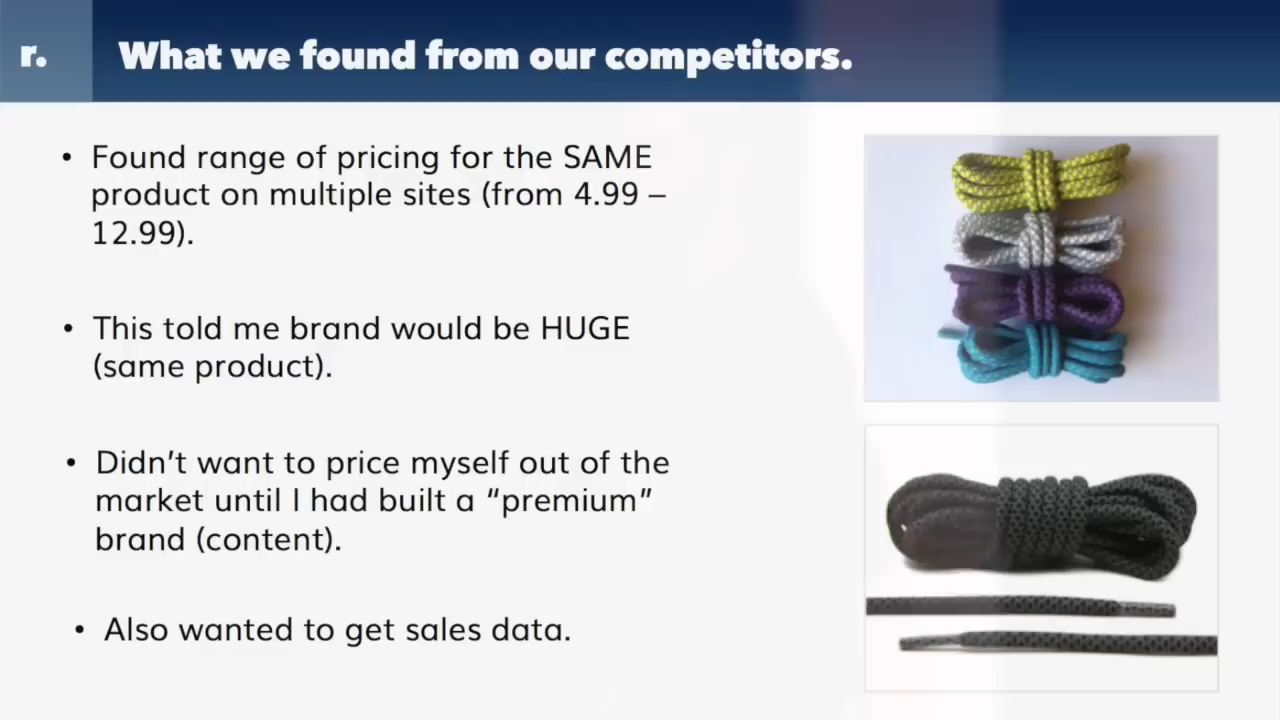 r.
What we found from our competitors.
• Found range of pricing for the SAME
product on multiple sites (from 4.99 –
12.99).
• This told me brand would be HUGE
(same product).
• Didn’t want to price myself out of the
market until I had built a “premium”
brand (content).
• Also wanted to get sales data.